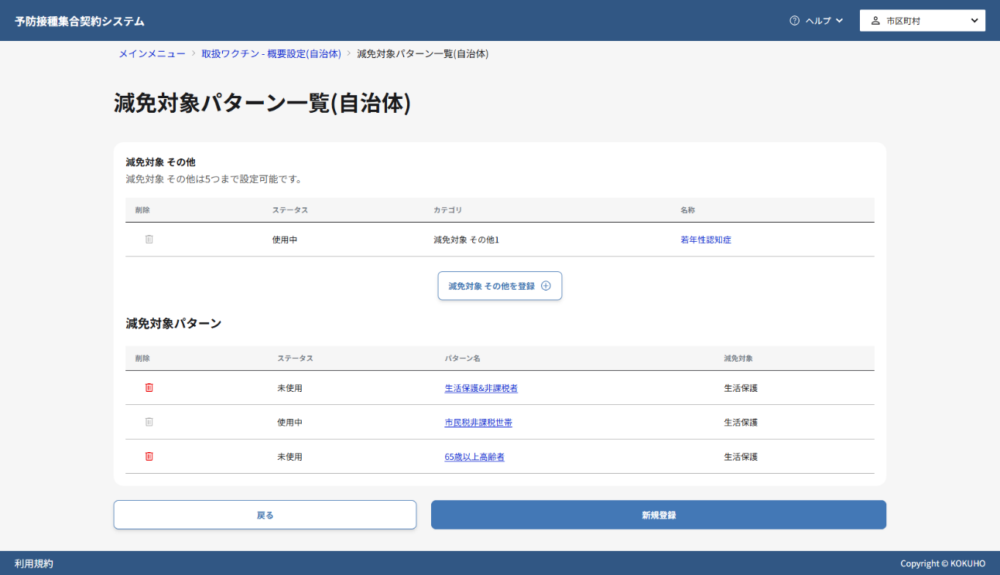 予防接種集合契約システム
ヘルプ
市区町村
メインメニュー > 取扱ワクチン - 概要設定(自治体) > 減免対象パターン一覧(自治体)
減免対象パターン一覧(自治体)
減免対象 その他
減免対象 その他は5つまで設定可能です。
削除 ステータス カテゴリ 名称
使用中 減免対象 その他1 若年性認知症
減免対象 その他を登録
減免対象パターン
削除 ステータス パターン名 減免対象
未使用 生活保護&非課税者 生活保護
使用中 市民税非課税世帯 生活保護
未使用 65歳以上高齢者 生活保護
戻る 新規登録
利用規約 Copyright © KOKUHO